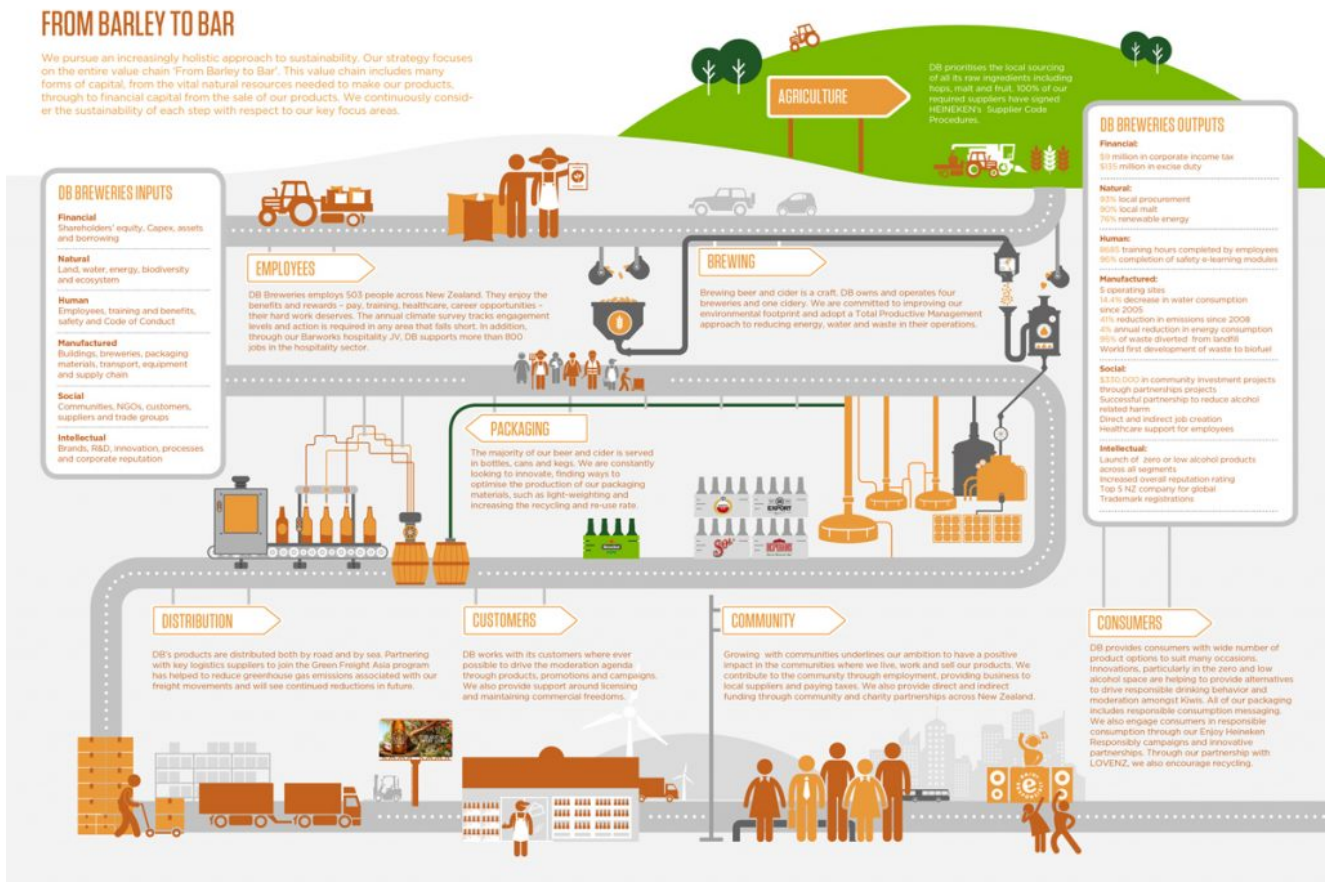 FROM BARLEY TO BAR
We pursue an increasingly holistic approach to sustainability. Our strategy focuses
on the entire value chain 'From Barley to Bar'. This value chain includes many
forms of capital, from the vital natural resources needed to make our products,
through to financial capital from the sale of our products. We continuously consid-
er the sustainability of each step with respect to our key focus areas.
AGRICULTURE
DB prioritises the local sourcing
of all its raw ingredients including
hops, malt and fruit. 100% of our
required suppliers have signed
HEINEKEN's Supplier Code
Procedures.
DB BREWERIES INPUTS
Financial
Shareholders' equity, Capex, assets
and borrowing
Natural
Land, water, energy, biodiversity
and ecosystem
Human
Employees, training and benefits,
safety and Code of Conduct
Manufactured
Buildings, breweries, packaging
materials, transport, equipment
and supply chain
Social
Communities, NGOs, customers,
suppliers and trade groups
Intellectual
Brands, R&D, innovation, processes
and corporate reputation
EMPLOYEES
DB Breweries employs 503 people across New Zealand. They enjoy the
benefits and rewards – pay, training, healthcare, career opportunities –
their hard work deserves. The annual climate survey tracks engagement
levels and action is required in any area that falls short. In addition,
through our Barworks hospitality JV, DB supports more than 800
jobs in the hospitality sector.
BREWING
Brewing beer and cider is a craft. DB owns and operates four
breweries and one cidery. We are committed to improving our
environmental footprint and adopt a Total Productive Management
approach to reducing energy, water and waste in their operations.
DB BREWERIES OUTPUTS
Financial:
$9 million in corporate income tax
$135 million in excise duty
Natural:
93% local procurement
90% local malt
76% renewable energy
Human:
8685 training hours completed by employees
96% completion of safety e-learning modules
Manufactured:
5 operating sites
14.4% decrease in water consumption
since 2005
41% reduction in emissions since 2008
4% annual reduction in energy consumption
95% of waste diverted from landfill
World first development of waste to biofuel
Social:
$330,000 in community investment projects
through partnerships projects
Successful partnership to reduce alcohol
related harm
Direct and indirect job creation
Healthcare support for employees
Intellectual:
Launch of zero or low alcohol products
across all segments
Increased overall reputation rating
Top 5 NZ company for global
Trademark registrations
PACKAGING
The majority of our beer and cider is served
in bottles, cans and kegs. We are constantly
looking to innovate, finding ways to
optimise the production of our packaging
materials, such as light-weighting and
increasing the recycling and re-use rate.
Heineken
EXPORT
Sol
DESPERADOS
DISTRIBUTION
DB's products are distributed both by road and by sea. Partnering
with key logistics suppliers to join the Green Freight Asia program
has helped to reduce greenhouse gas emissions associated with our
freight movements and will see continued reductions in future.
CUSTOMERS
DB works with its customers where ever
possible to drive the moderation agenda
through products, promotions and campaigns.
We also provide support around licensing
and maintaining commercial freedoms.
COMMUNITY
Growing with communities underlines our ambition to have a positive
impact in the communities where we live, work and sell our products. We
contribute to the community through employment, providing business to
local suppliers and paying taxes. We also provide direct and indirect
funding through community and charity partnerships across New Zealand.
CONSUMERS
DB provides consumers with wide number of
product options to suit many occasions.
Innovations, particularly in the zero and low
alcohol space are helping to provide alternatives
to drive responsible drinking behavior and
moderation amongst Kiwis. All of our packaging
includes responsible consumption messaging.
We also engage consumers in responsible
consumption through our Enjoy Heineken
Responsibly campaigns and innovative
partnerships. Through our partnership with
LOVENZ, we also encourage recycling.